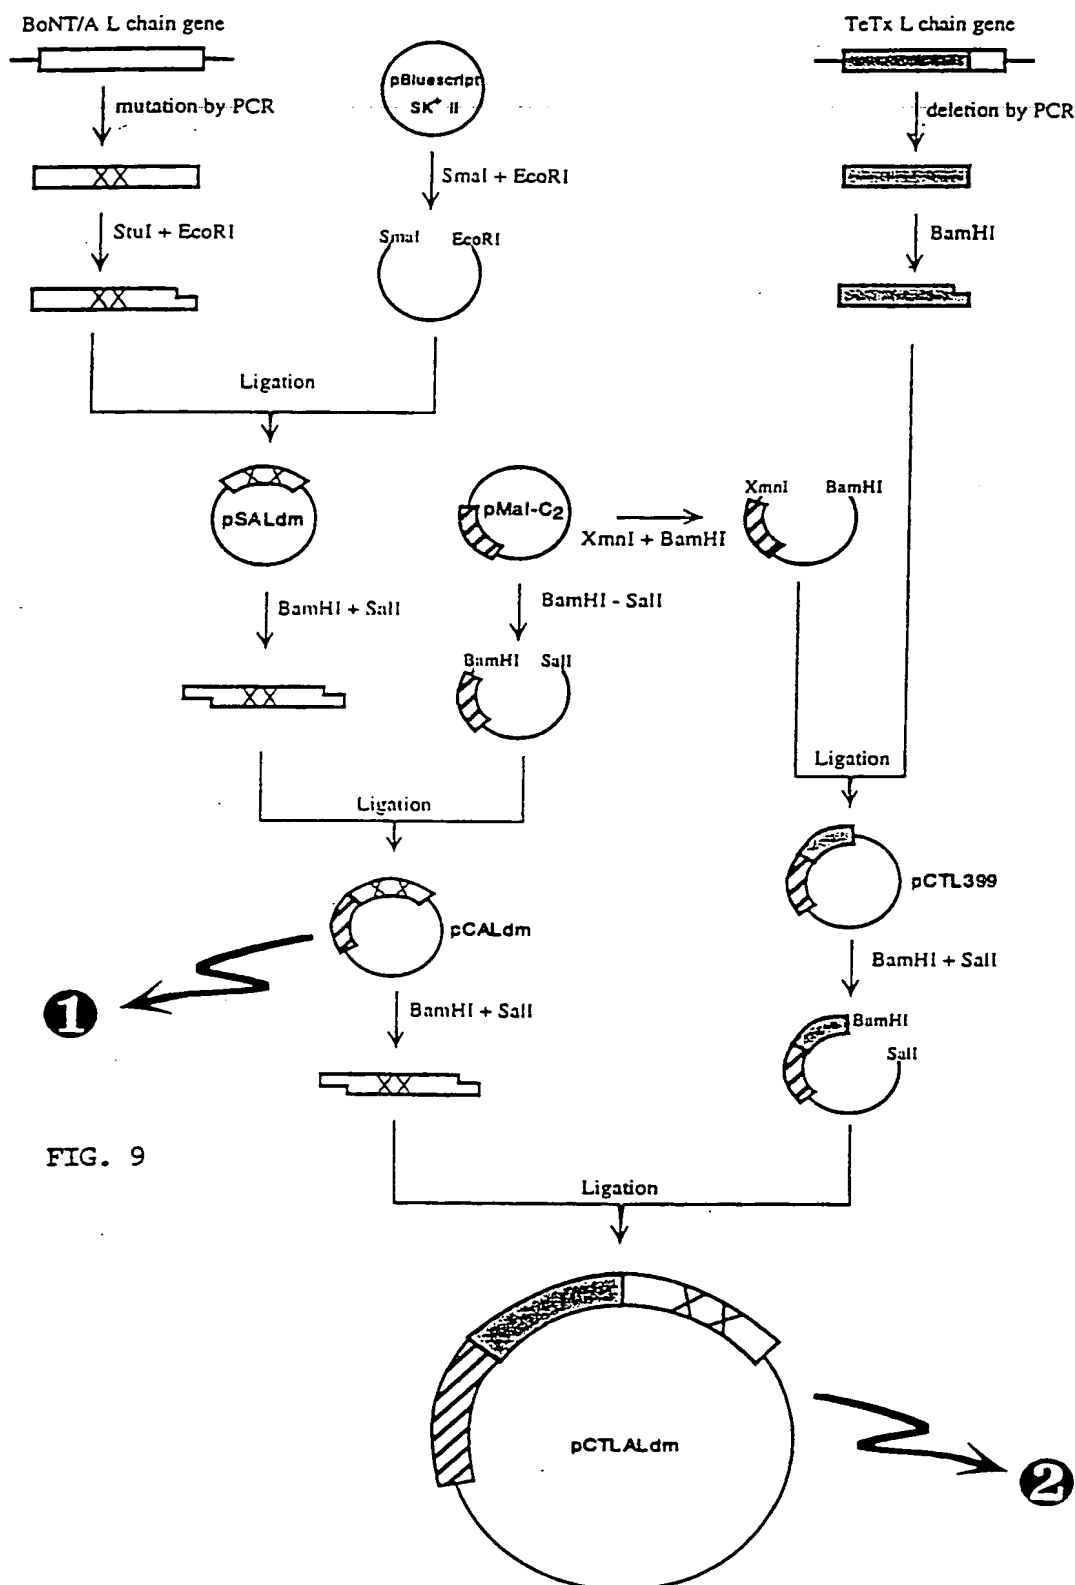 BoNT/A L chain gene
TeTx L chain gene
pBluescript
SK+ II
mutation by PCR
deletion by PCR
SmaI + EcoRI
StuI + EcoRI
SmaI
EcoRI
BamHI
Ligation
pSALdm
pMal-C2
XmnI
BamHI
XmnI + BamHI
BamHI + SalI
BamHI - SalI
BamHI
SalI
Ligation
Ligation
pCALdm
pCTL399
BamHI + SalI
1
BamHI + SalI
BamHI
SalI
FIG. 9
Ligation
pCTLALdm
2